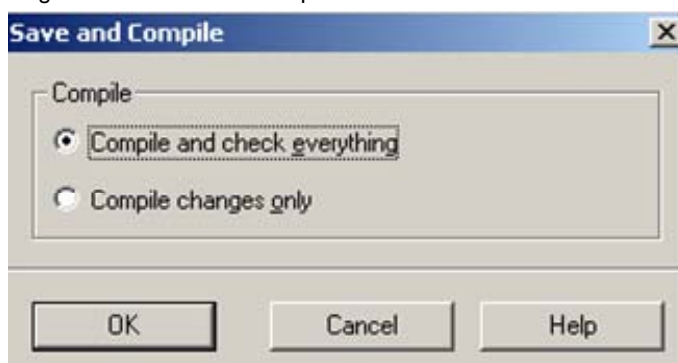 Save and Compile
Compile
Compile and check everything
Compile changes only
OK Cancel Help